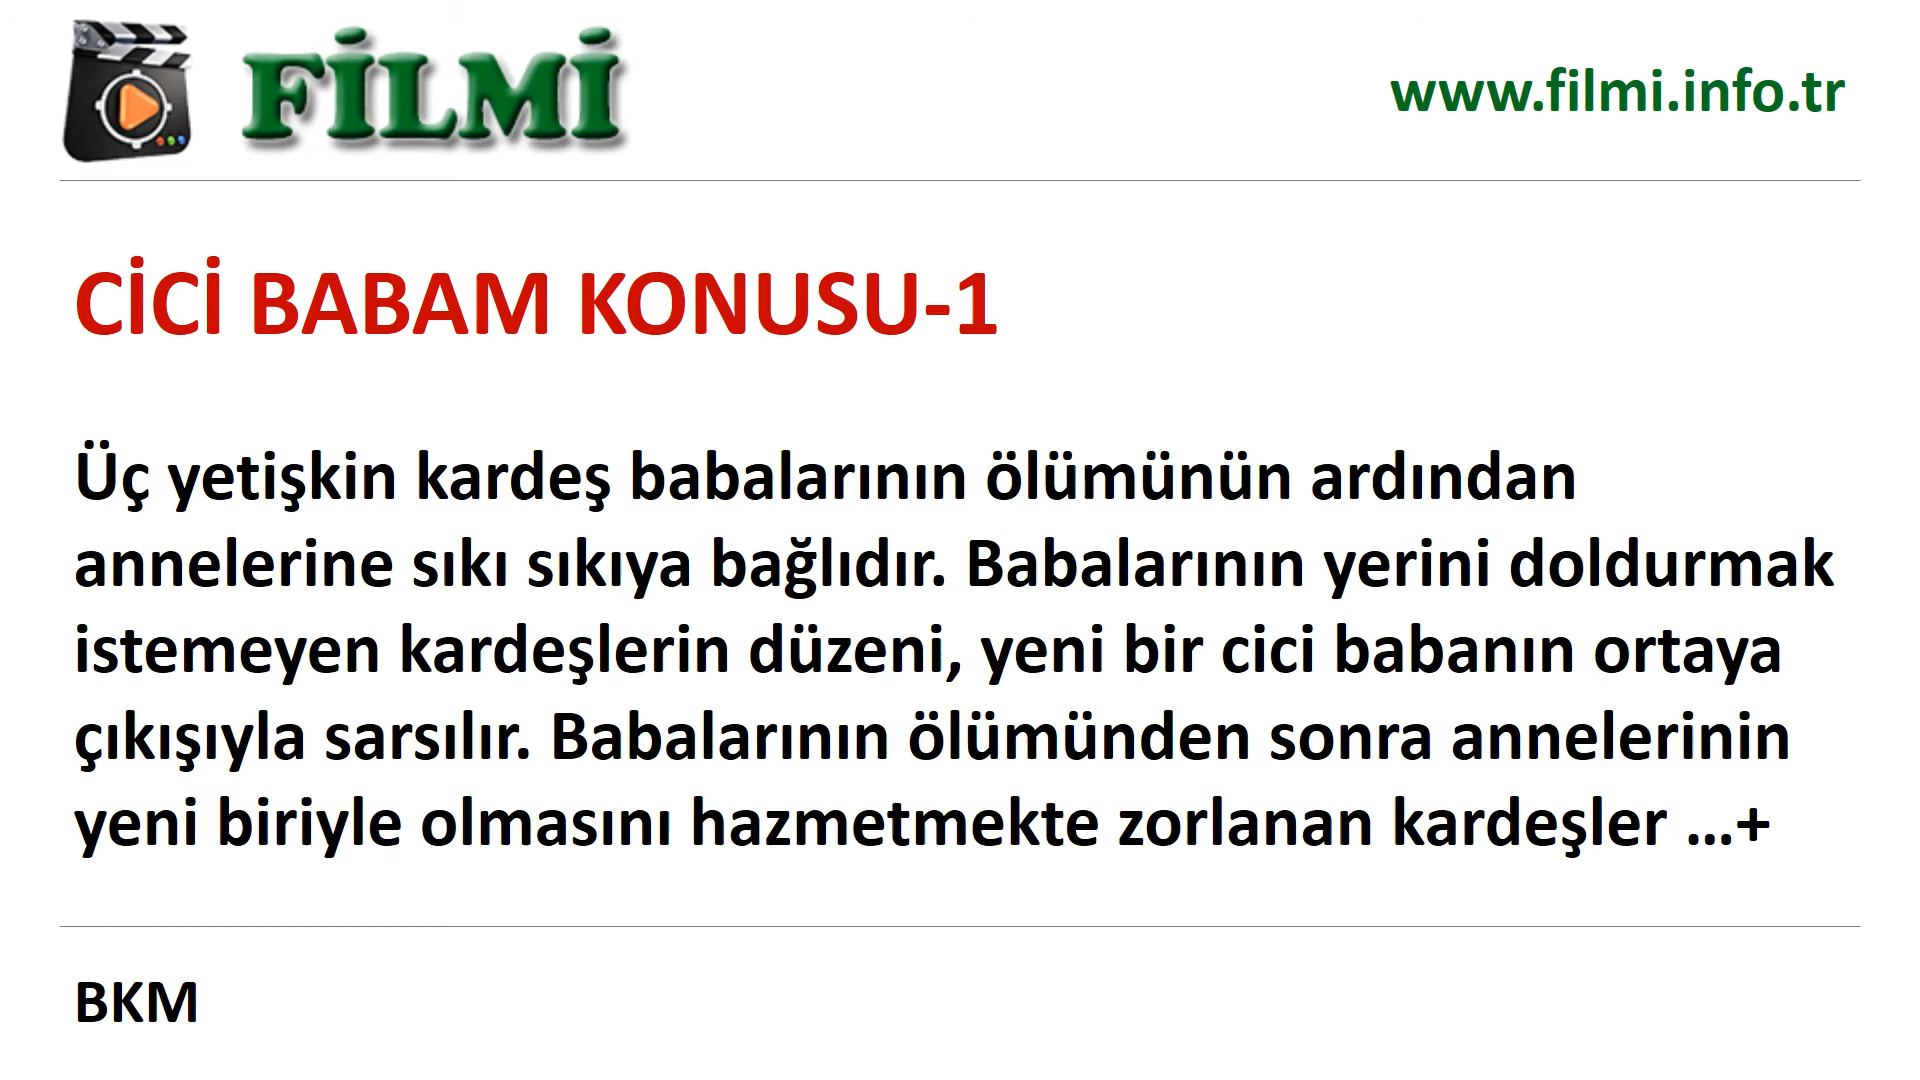 FİLMİ
www.filmi.info.tr
CİCİ BABAM KONUSU-1
Üç yetişkin kardeş babalarının ölümünün ardından
annelerine sıkı sıkıya bağlıdır. Babalarının yerini doldurmak
istemeyen kardeşlerin düzeni, yeni bir cici babanın ortaya
çıkışıyla sarsılır. Babalarının ölümünden sonra annelerinin
yeni biriyle olmasını hazmetmekte zorlanan kardeşler ...+
BKM